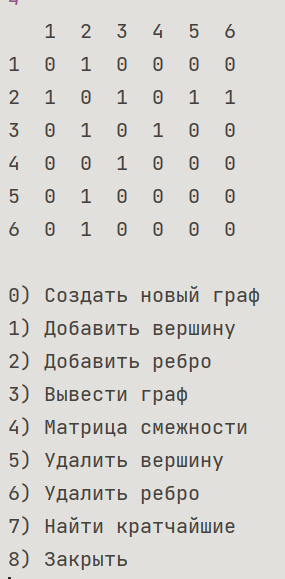 4
1 2 3 4 5 6
1 0 1 0 0 0 0
2 1 0 1 0 1 1
3 0 1 0 1 0 0
4 0 0 1 0 0 0
5 0 1 0 0 0 0
6 0 1 0 0 0 0
0) Создать новый граф
1) Добавить вершину
2) Добавить ребро
3) Вывести граф
4) Матрица смежности
5) Удалить вершину
6) Удалить ребро
7) Найти кратчайшие
8) Закрыть